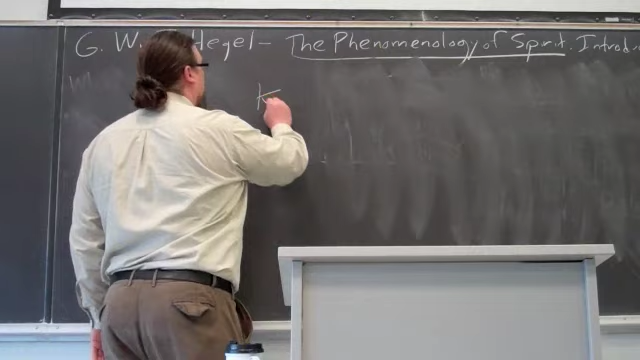 G. W. Hegel – The Phenomenology of Spirit. Introdu
K